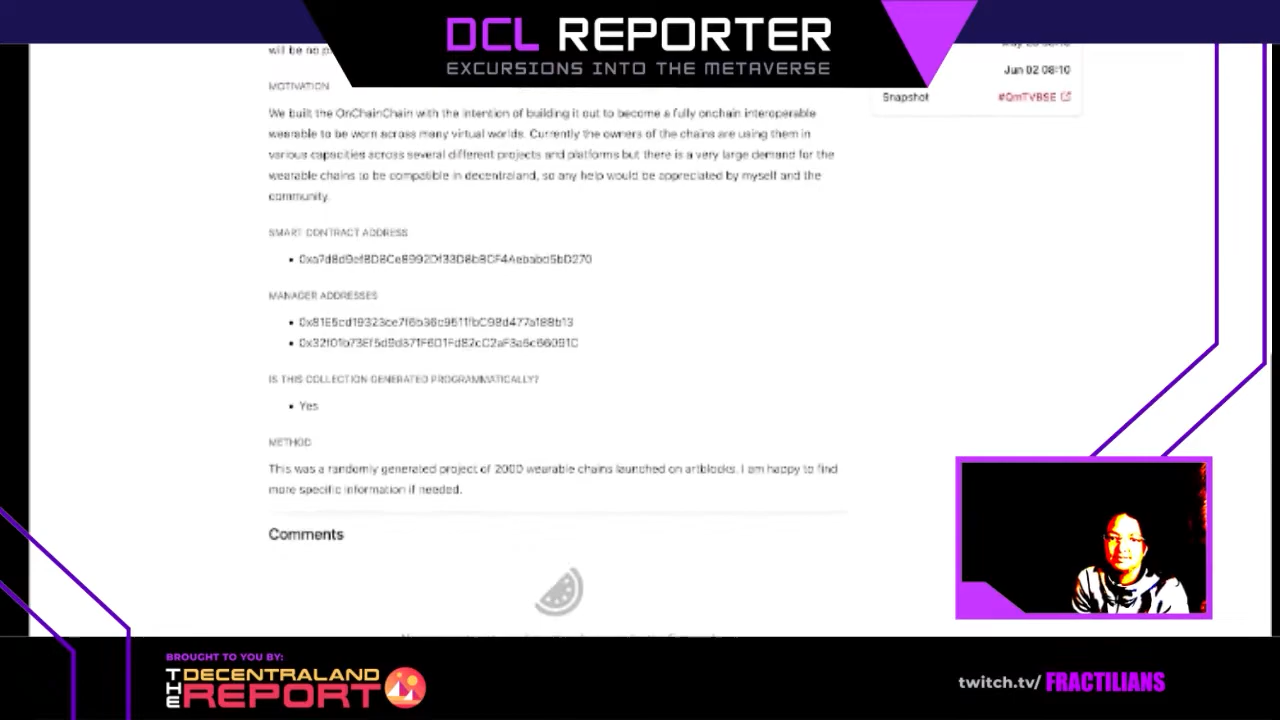 DCL REPORTER
EXCURSIONS INTO THE METAVERSE
will be no
Jun 02 08:10
Snapshot #QmTVBSE
MOTIVATION
We built the OnChainChain with the intention of building it out to become a fully onchain interoperable
wearable to be worn across many virtual worlds. Currently the owners of the chains are using them in
various capacities across several different projects and platforms but there is a very large demand for the
wearable chains to be compatible in decentraland, so any help would be appreciated by myself and the
community.
SMART CONTRACT ADDRESS
MANAGER ADDRESSES
IS THIS COLLECTION GENERATED PROGRAMMATICALLY?
• Yes
METHOD
This was a randomly generated project of 2000 wearable chains launched on artblocks. I am happy to find
more specific information if needed.
Comments
BROUGHT TO YOU BY:
THE DECENTRALAND
REPORT
twitch.tv/ FRACTILIANS